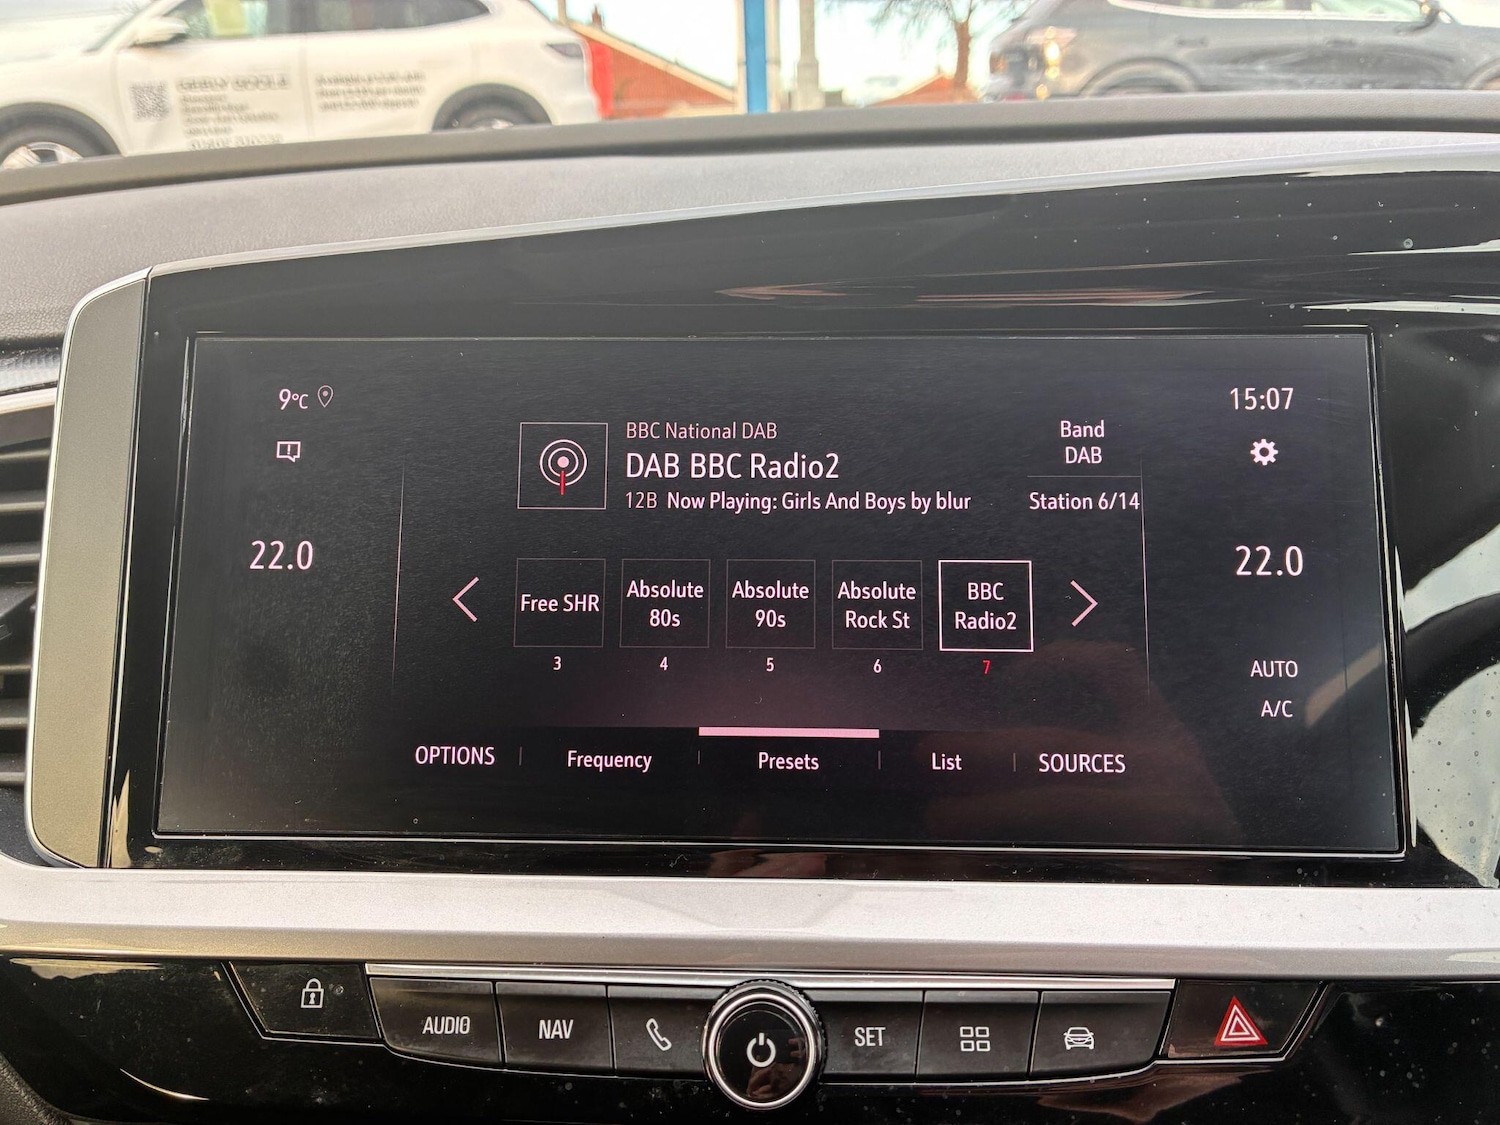 GEELY GOOLE
9°C
15:07
BBC National DAB
DAB BBC Radio2
12B Now Playing: Girls And Boys by blur
Band
DAB
Station 6/14
22.0
22.0
Free SHR
Absolute
80s
Absolute
90s
Absolute
Rock St
BBC
Radio2
3
4
5
6
7
AUTO
A/C
OPTIONS
Frequency
Presets
List
SOURCES
AUDIO
NAV
SET